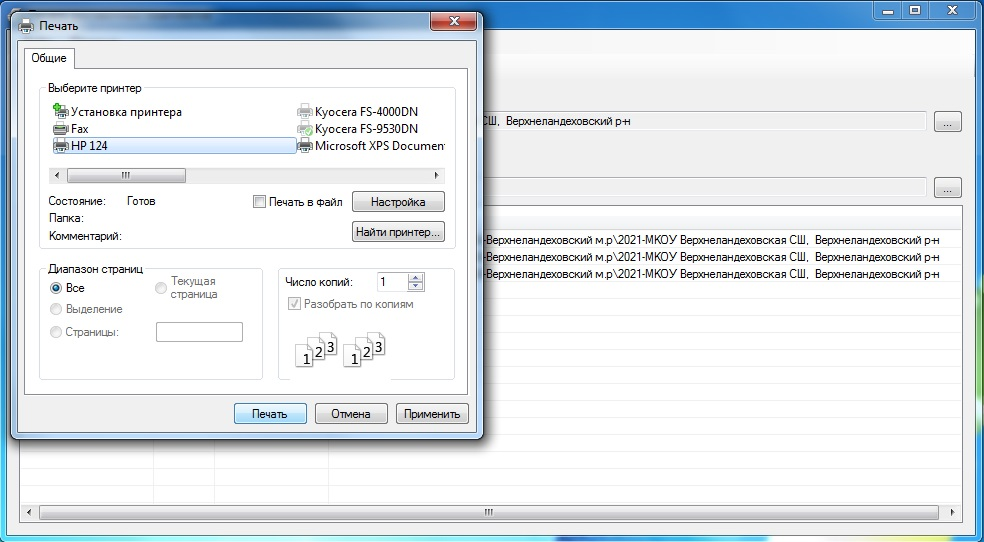 Печать
Общие
Выберите принтер
Установка принтера
Fax
HP 124
Kyocera FS-4000DN
Kyocera FS-9530DN
Microsoft XPS Documen
Состояние: Готов
Папка:
Комментарий:
Печать в файл
Настройка
Найти принтер...
Диапазон страниц
Все
Текущая
страница
Выделение
Страницы:
Число копий: 1
Разобрать по копиям
1 2 3 1 2 3
Печать Отмена Применить
СШ, Верхнеландеховский р-н
...
...
-Верхнеландеховский м.р\2021-МКОУ Верхнеландеховская СШ, Верхнеландеховский р-н
-Верхнеландеховский м.р\2021-МКОУ Верхнеландеховская СШ, Верхнеландеховский р-н
-Верхнеландеховский м.р\2021-МКОУ Верхнеландеховская СШ, Верхнеландеховский р-н